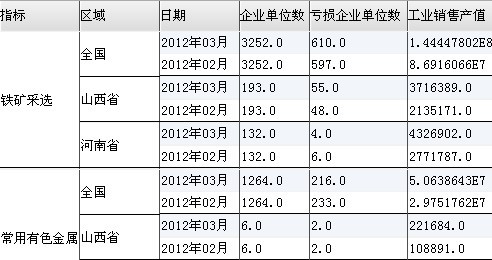 指标 区域 日期 企业单位数 亏损企业单位数 工业销售产值
铁矿采选 全国 2012年03月 3252.0 610.0 1.44447802E8
2012年02月 3252.0 597.0 8.6916066E7
山西省 2012年03月 193.0 55.0 3716389.0
2012年02月 193.0 48.0 2135171.0
河南省 2012年03月 132.0 4.0 4326902.0
2012年02月 132.0 6.0 2771787.0
常用有色金属 全国 2012年03月 1264.0 216.0 5.0638643E7
2012年02月 1264.0 233.0 2.9751762E7
山西省 2012年03月 6.0 2.0 221684.0
2012年02月 6.0 2.0 108891.0